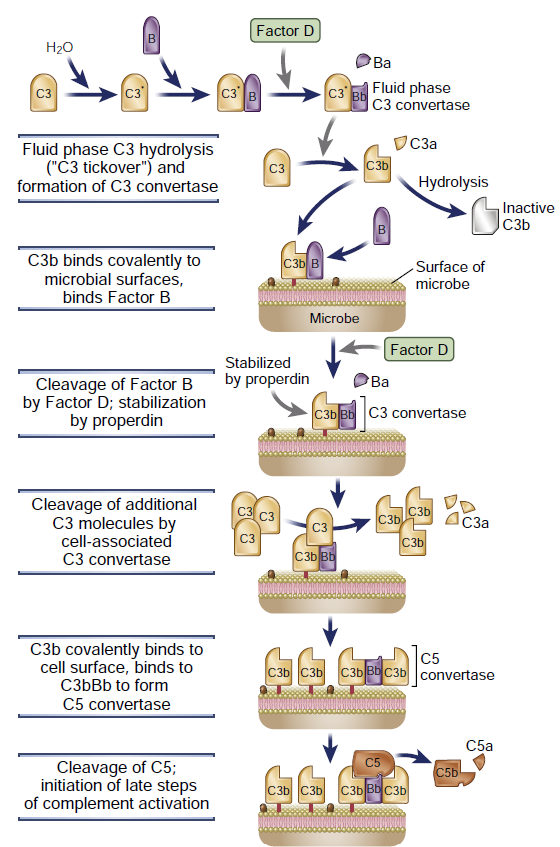 Factor D
H2O
B
Ba
C3
C3*
C3*
B
C3*
Bb
Fluid phase
C3 convertase
Fluid phase C3 hydrolysis
("C3 tickover") and
formation of C3 convertase
C3
C3b
C3a
Hydrolysis
Inactive
C3b
C3b binds covalently to
microbial surfaces,
binds Factor B
B
C3b
B
Surface of
microbe
Microbe
Factor D
Cleavage of Factor B
by Factor D; stabilization
by properdin
Stabilized
by properdin
Ba
C3b
Bb
C3 convertase
Cleavage of additional
C3 molecules by
cell-associated
C3 convertase
C3
C3
C3
C3
C3b
Bb
C3b
C3b
C3b
C3a
C3b covalently binds to
cell surface, binds to
C3bBb to form
C5 convertase
C3b
C3b
C3b
Bb
C3b
C5
convertase
Cleavage of C5;
initiation of late steps
of complement activation
C3b
C3b
C3b
Bb
C3b
C5
C5a
C5b